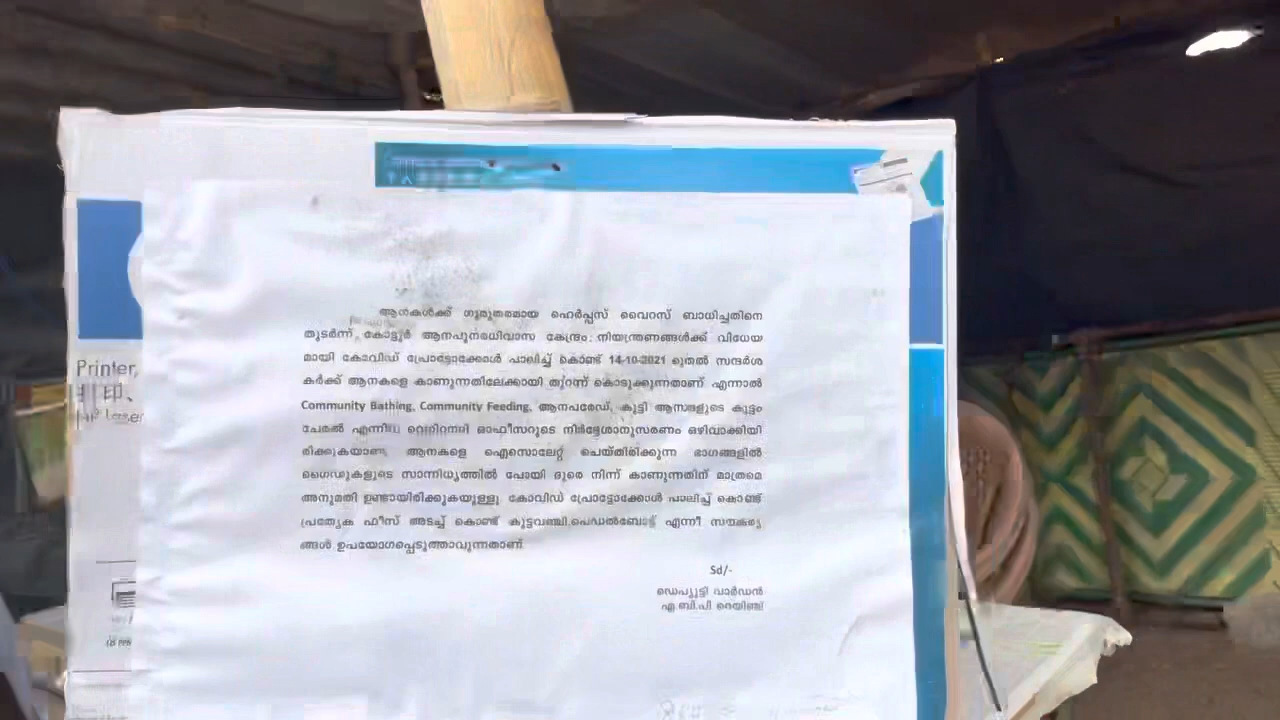 ആനകൾക്ക് ഗുരുതരമായ ഹെർപ്പസ് വൈറസ് ബാധിച്ചതിനെ
തുടർന്ന് കോട്ടൂർ ആനപുനരധിവാസ കേന്ദ്രം നിയന്ത്രണങ്ങൾക്ക് വിധേയ
മായി കോവിഡ് പ്രോട്ടോക്കോൾ പാലിച്ച് കൊണ്ട് 14-10-2021 മുതൽ സന്ദർശ
കർക്ക് ആനകളെ കാണുന്നതിലേക്കായി തുറന്ന് കൊടുക്കുന്നതാണ് എന്നാൽ
Community Bathing, Community Feeding, ആനപരേഡ്, കുട്ടി ആനകളുടെ കൂട്ടം
ചേരൽ എന്നിവ വെറ്ററിനറി ഓഫീസറുടെ നിർദ്ദേശാനുസരണം ഒഴിവാക്കിയി
രിക്കുകയാണ്. ആനകളെ ഐസൊലേറ്റ് ചെയ്തിരിക്കുന്ന ഭാഗങ്ങളിൽ
ഗൈഡുകളുടെ സാന്നിധ്യത്തിൽ പോയി ദൂരെ നിന്ന് കാണുന്നതിന് മാത്രമെ
അനുമതി ഉണ്ടായിരിക്കുകയുള്ളു. കോവിഡ് പ്രോട്ടോക്കോൾ പാലിച്ച് കൊണ്ട്
പ്രത്യേക ഫീസ് അടച്ച് കൊണ്ട് കുട്ടവഞ്ചി,പെഡൽബോട്ട് എന്നീ സൗകര്യ
ങ്ങൾ ഉപയോഗപ്പെടുത്താവുന്നതാണ്.
Sd/-
ഡെപ്യൂട്ടി വാർഡൻ
എ.ബി.പി റെയിഞ്ച്
Printer,
印、